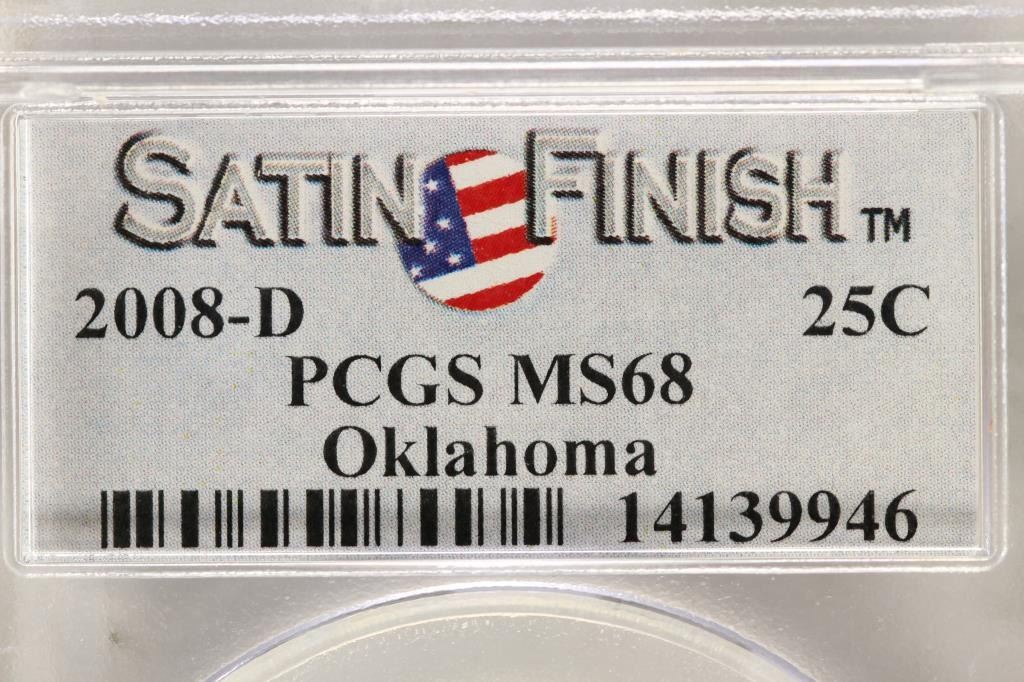 SATIN FINISH™
2008-D 25C
PCGS MS68
Oklahoma
14139946